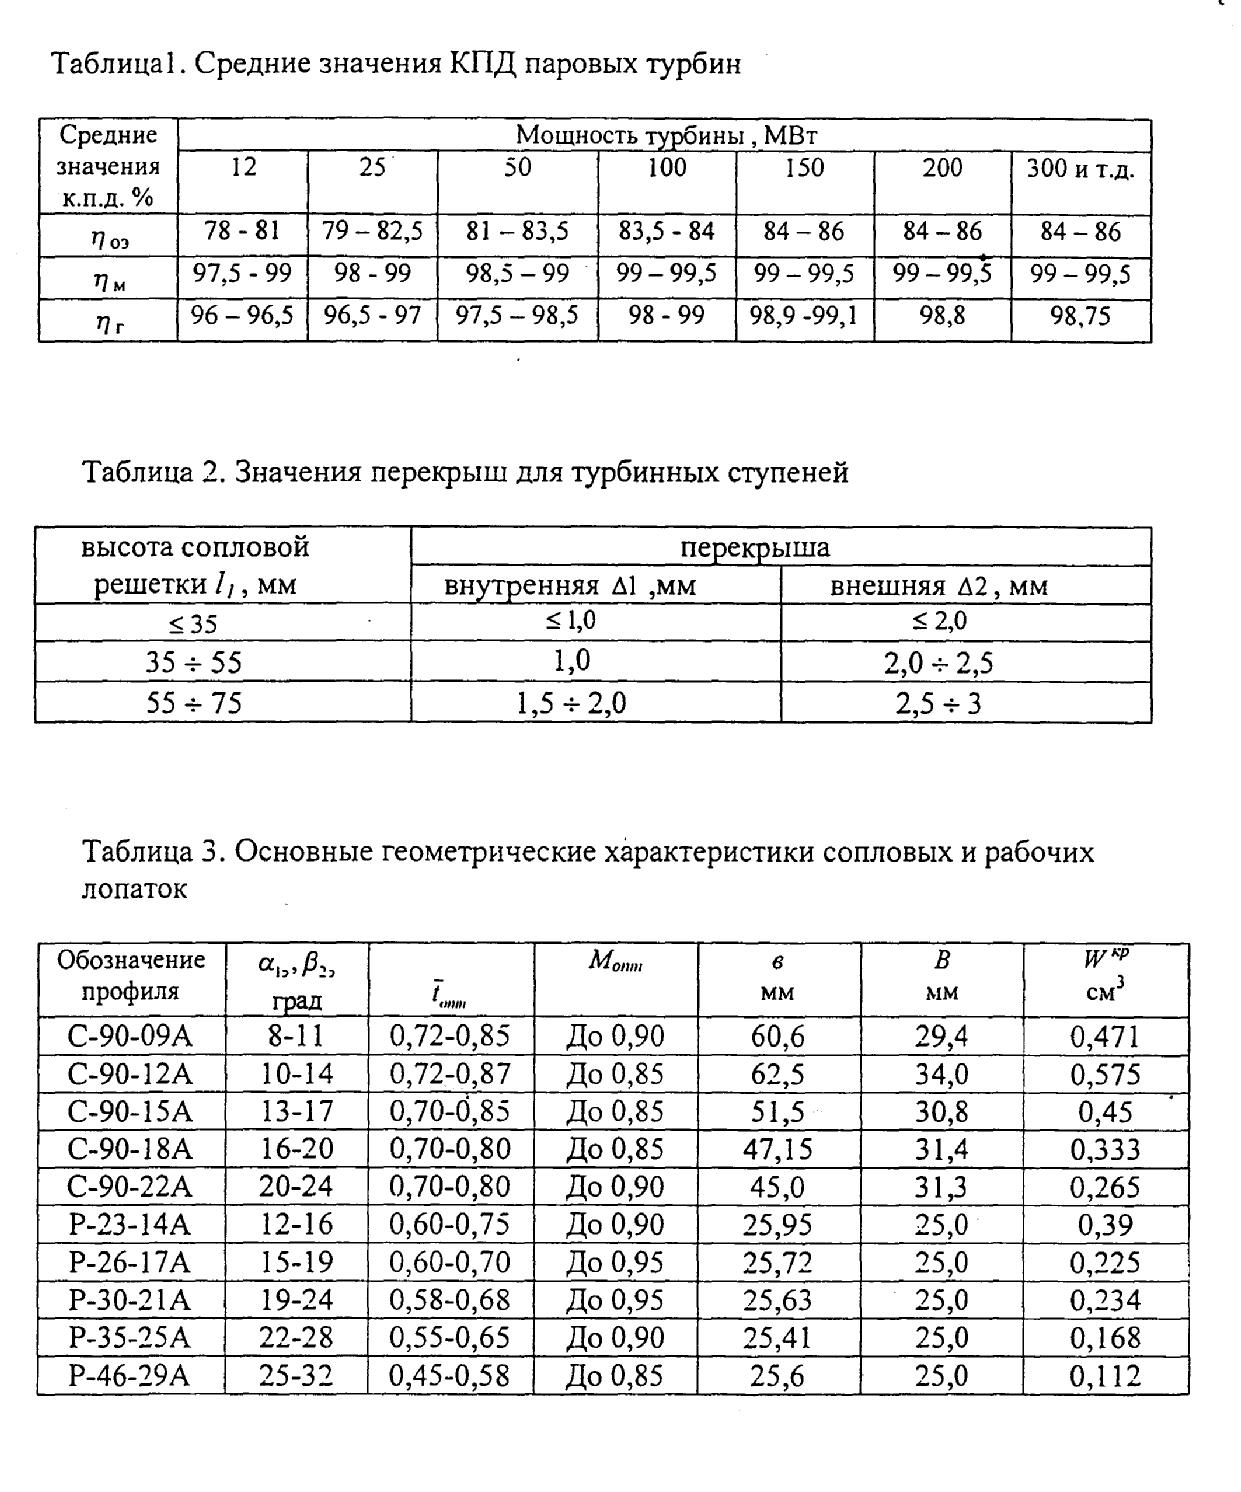 Таблица1. Средние значения КПД паровых турбин
Средние значения к.п.д. % Мощность турбины , МВт
12 25 50 100 150 200 300 и т.д.
η оэ 78 - 81 79 – 82,5 81 – 83,5 83,5 - 84 84 – 86 84 – 86 84 – 86
η м 97,5 - 99 98 - 99 98,5 – 99 99 – 99,5 99 – 99,5 99 – 99,5 99 – 99,5
η г 96 – 96,5 96,5 - 97 97,5 – 98,5 98 - 99 98,9 -99,1 98,8 98,75
Таблица 2. Значения перекрыш для турбинных ступеней
высота сопловой перекрыша
решетки l₁ , мм внутренняя Δ1 ,мм внешняя Δ2 , мм
≤ 35 ≤ 1,0 ≤ 2,0
35 ÷ 55 1,0 2,0 ÷ 2,5
55 ÷ 75 1,5 ÷ 2,0 2,5 ÷ 3
Таблица 3. Основные геометрические характеристики сопловых и рабочих
лопаток
Обозначение α₁э, β₂э, M опт в B W кр
профиля град t̄ опт мм мм см³
С-90-09А 8-11 0,72-0,85 До 0,90 60,6 29,4 0,471
С-90-12А 10-14 0,72-0,87 До 0,85 62,5 34,0 0,575
С-90-15А 13-17 0,70-0,85 До 0,85 51,5 30,8 0,45
С-90-18А 16-20 0,70-0,80 До 0,85 47,15 31,4 0,333
С-90-22А 20-24 0,70-0,80 До 0,90 45,0 31,3 0,265
Р-23-14А 12-16 0,60-0,75 До 0,90 25,95 25,0 0,39
Р-26-17А 15-19 0,60-0,70 До 0,95 25,72 25,0 0,225
Р-30-21А 19-24 0,58-0,68 До 0,95 25,63 25,0 0,234
Р-35-25А 22-28 0,55-0,65 До 0,90 25,41 25,0 0,168
Р-46-29А 25-32 0,45-0,58 До 0,85 25,6 25,0 0,112